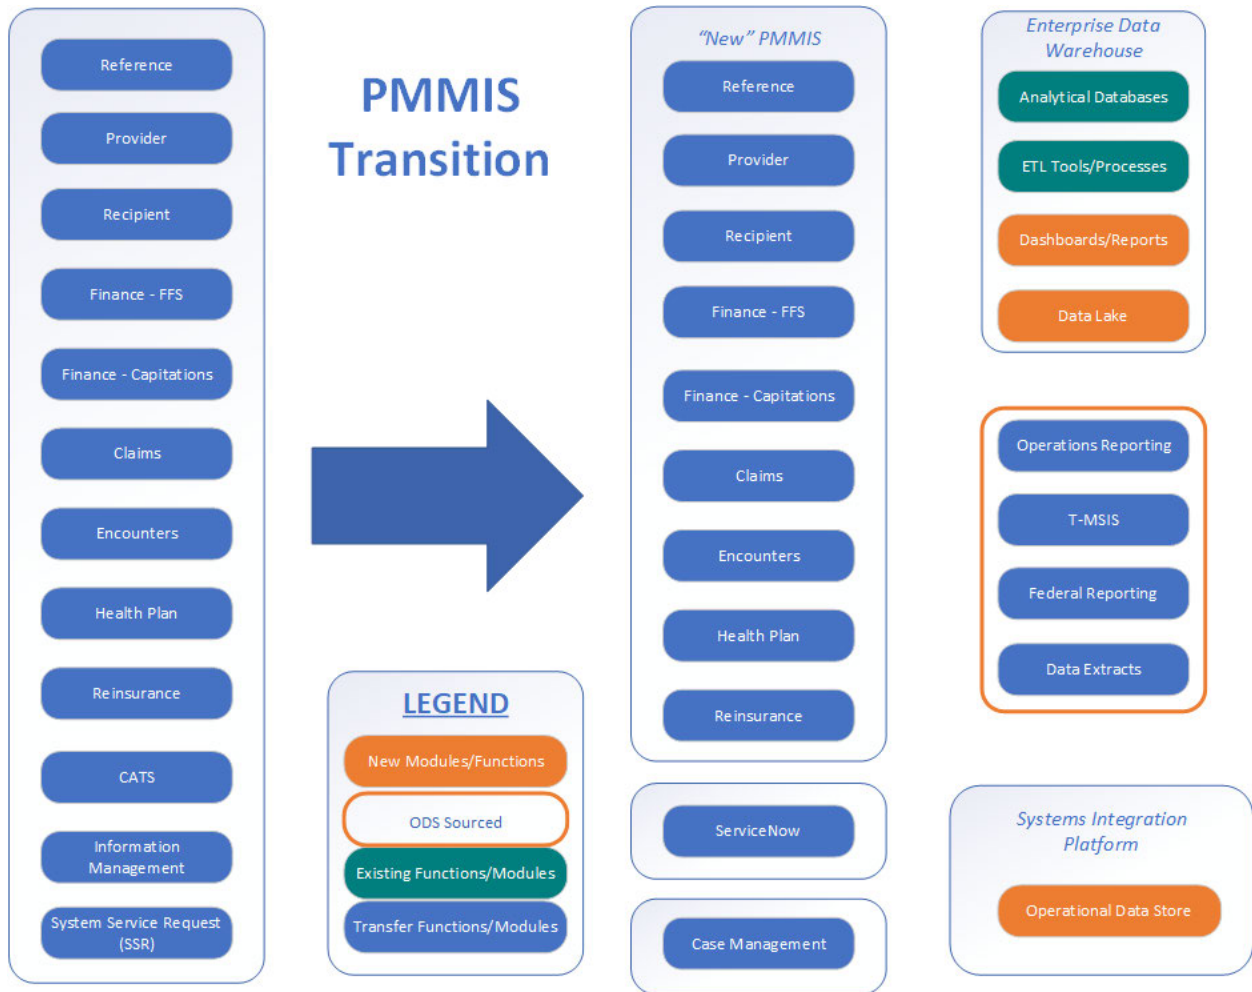 Reference
Provider
Recipient
Finance - FFS
Finance - Capitations
Claims
Encounters
Health Plan
Reinsurance
CATS
Information
Management
System Service Request
(SSR)
PMMIS
Transition
LEGEND
New Modules/Functions
ODS Sourced
Existing Functions/Modules
Transfer Functions/Modules
“New” PMMIS
Reference
Provider
Recipient
Finance - FFS
Finance - Capitations
Claims
Encounters
Health Plan
Reinsurance
ServiceNow
Case Management
Enterprise Data
Warehouse
Analytical Databases
ETL Tools/Processes
Dashboards/Reports
Data Lake
Operations Reporting
T-MSIS
Federal Reporting
Data Extracts
Systems Integration
Platform
Operational Data Store